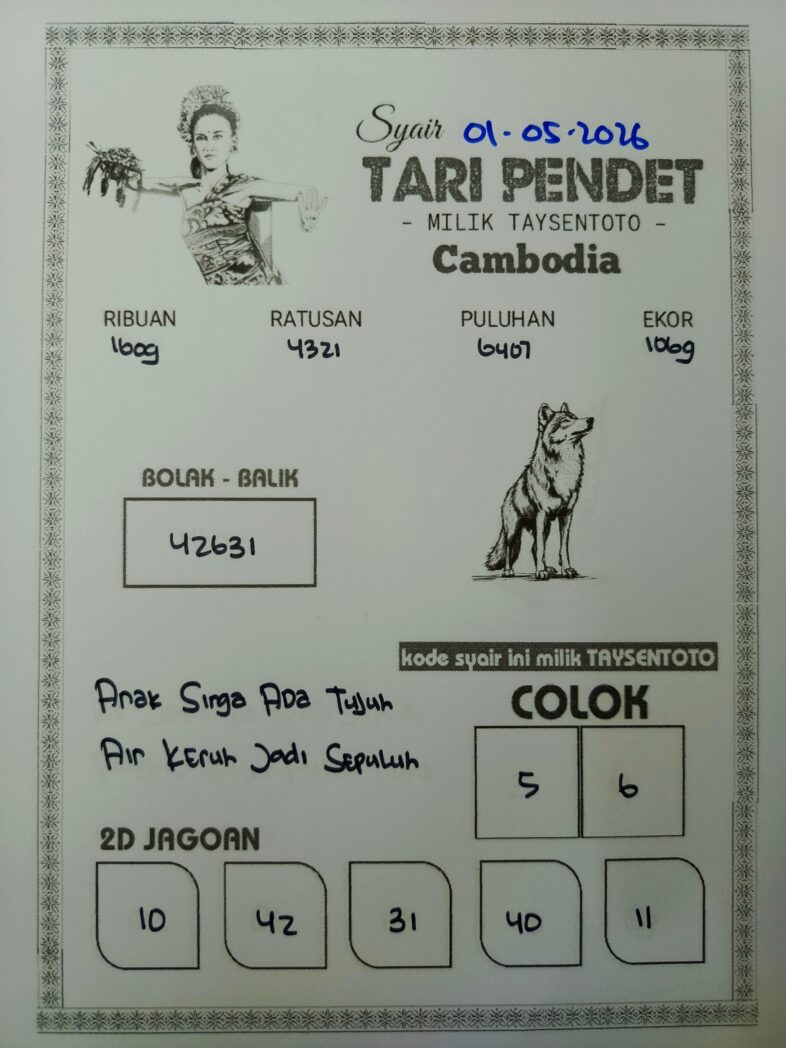 Syair 01-05-2026
TARI PENDET
- MILIK TAYSENTOTO -
Cambodia
RIBUAN RATUSAN PULUHAN EKOR
1609 4321 6407 1069
BOLAK - BALIK
42631
kode syair ini milik TAYSENTOTO
Anak Singa ADA Tujuh
Air Keruh Jadi Sepuluh
COLOK
5 6
2D JAGOAN
10 42 31 40 11